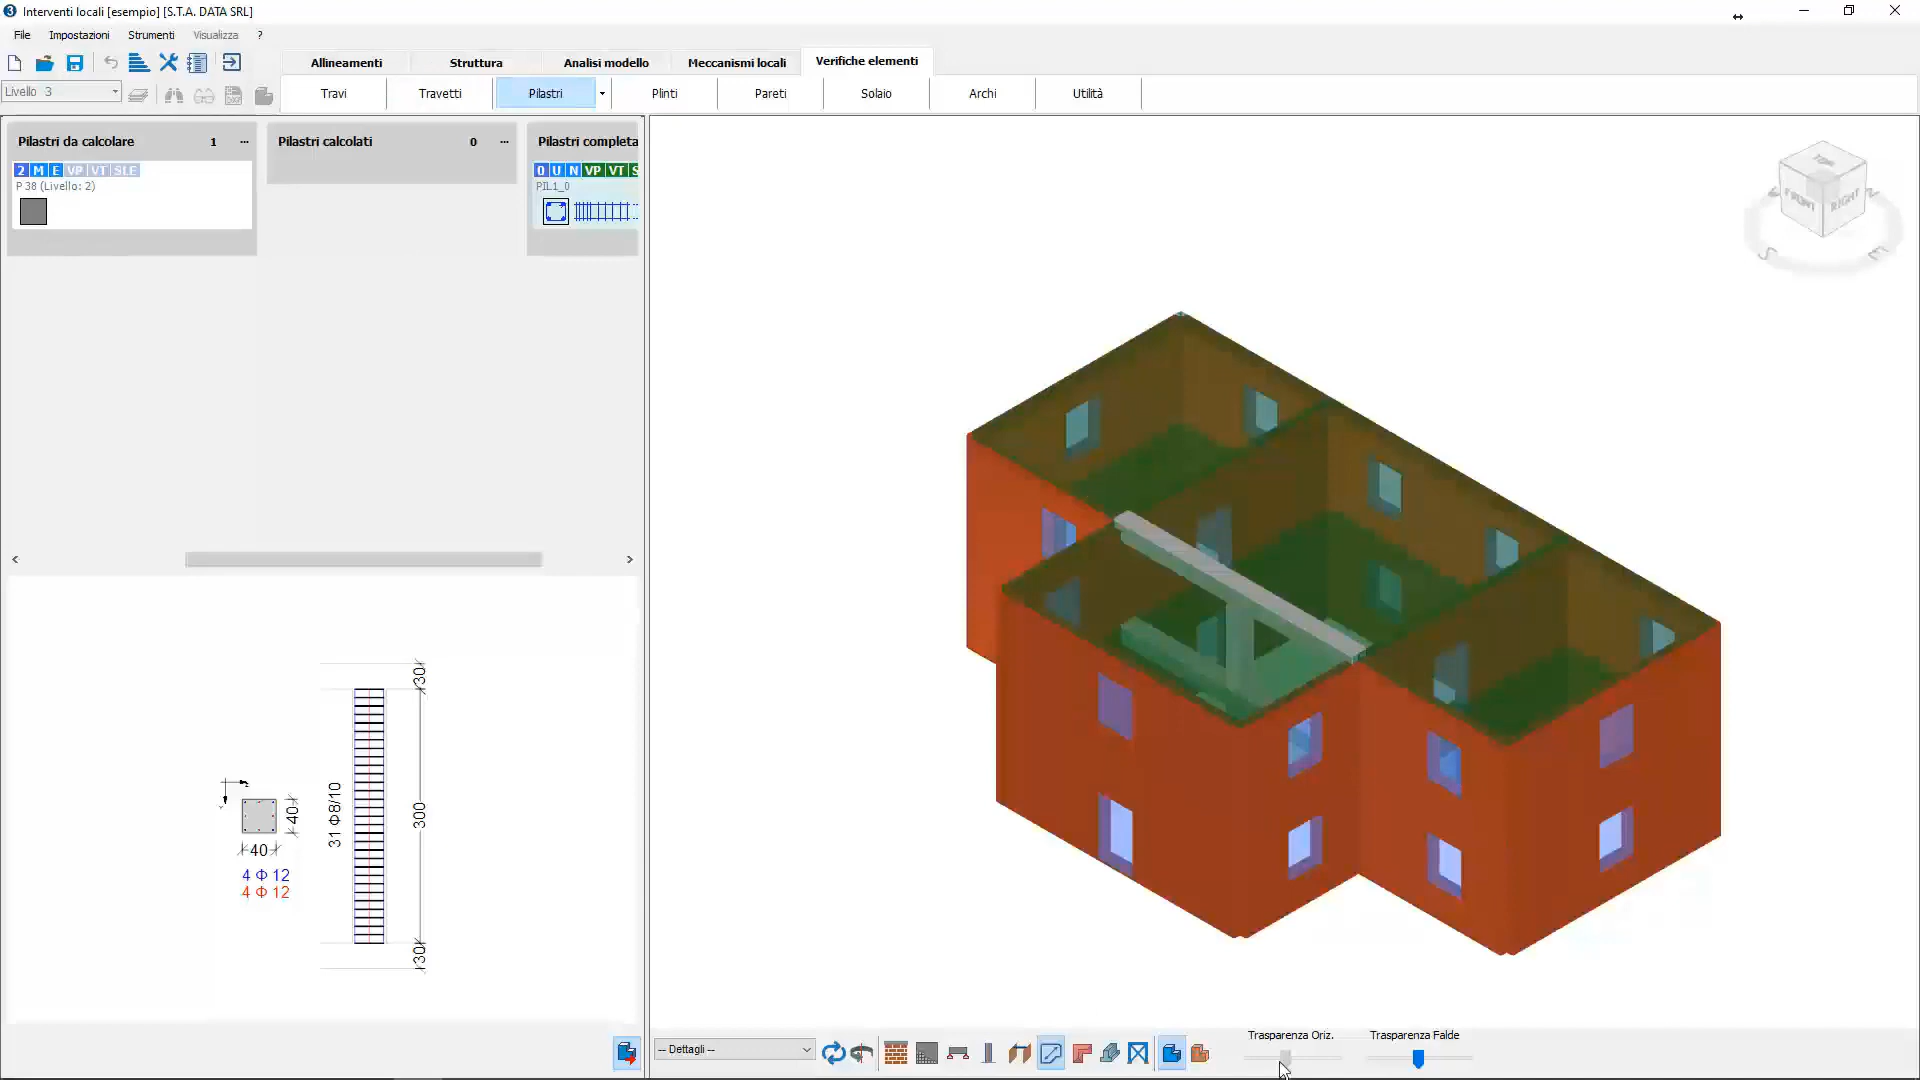 Interventi locali [esempio] [S.T.A. DATA SRL]
File Impostazioni Strumenti Visualizza ?
Allineamenti Struttura Analisi modello Meccanismi locali Verifiche elementi
Livello 3
Travi Travetti Pilastri Plinti Pareti Solaio Archi Utilità
Pilastri da calcolare 1 ...
Pilastri calcolati 0 ...
Pilastri completa
2 M E VP VT SLE
P 38 (Livello: 2)
0 U N VP VT S
PIL1_0
TOP
FRONT
RIGHT
S
E
30
31 Φ8/10
300
40
40
4 Φ 12
4 Φ 12
30
-- Dettagli --
Trasparenza Oriz.
Trasparenza Falde